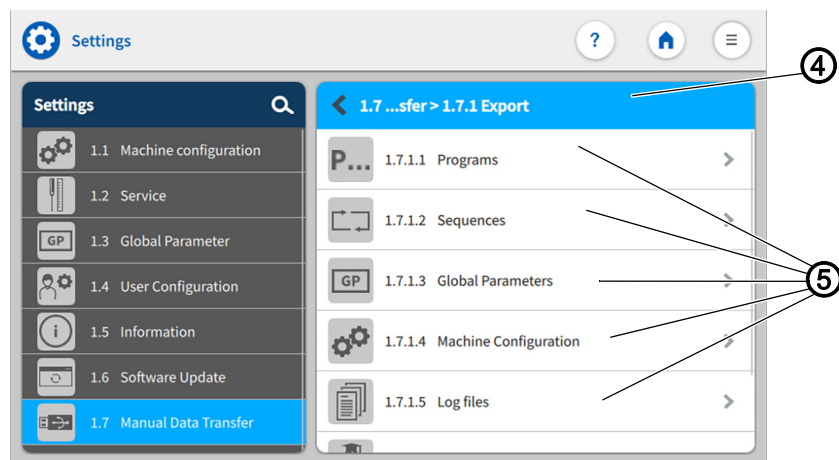 Settings
?
4
Settings
1.7 ...sfer > 1.7.1 Export
1.1 Machine configuration
1.2 Service
GP 1.3 Global Parameter
1.4 User Configuration
i 1.5 Information
1.6 Software Update
1.7 Manual Data Transfer
P... 1.7.1.1 Programs
1.7.1.2 Sequences
GP 1.7.1.3 Global Parameters
5
1.7.1.4 Machine Configuration
1.7.1.5 Log files